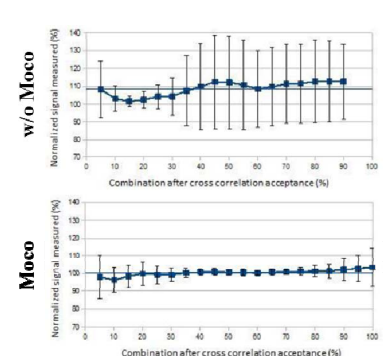 w/o Moco
Normalized signal measured (%)
140
130
120
110
100
90
80
70
0 10 20 30 40 50 60 70 80 90 100
Combination after cross correlation acceptance (%)
Moco
Normalized signal measured (%)
140
130
120
110
100
90
80
70
0 10 20 30 40 50 60 70 80 90 100
Combination after cross correlation acceptance (%)